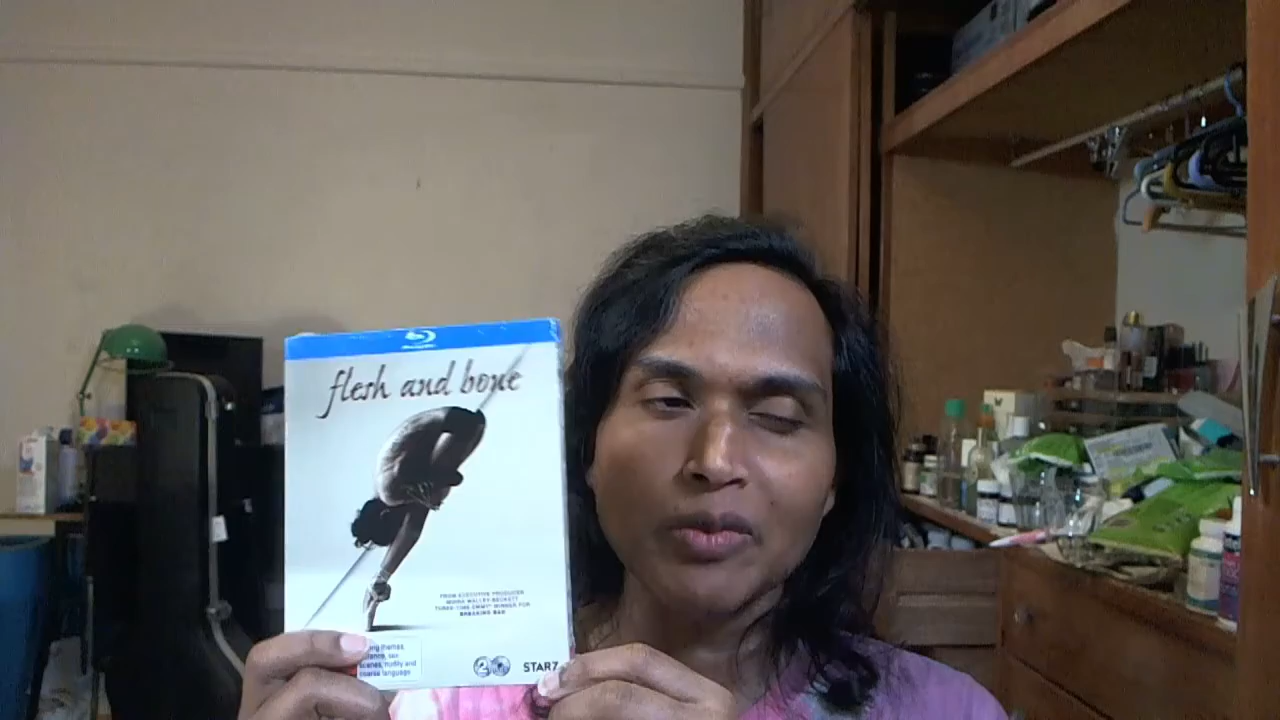 flesh and bone
FROM EXECUTIVE PRODUCER
MOIRA WALLEY-BECKETT
THREE-TIME EMMY® WINNER FOR
BREAKING BAD
themes,
scenes, nudity and
coarse language
2
STARZ